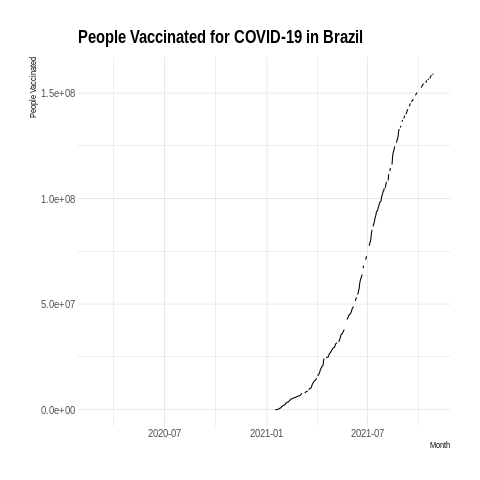 People Vaccinated for COVID-19 in Brazil
People Vaccinated
1.5e+08
1.0e+08
5.0e+07
0.0e+00
2020-07
2021-01
2021-07
Month